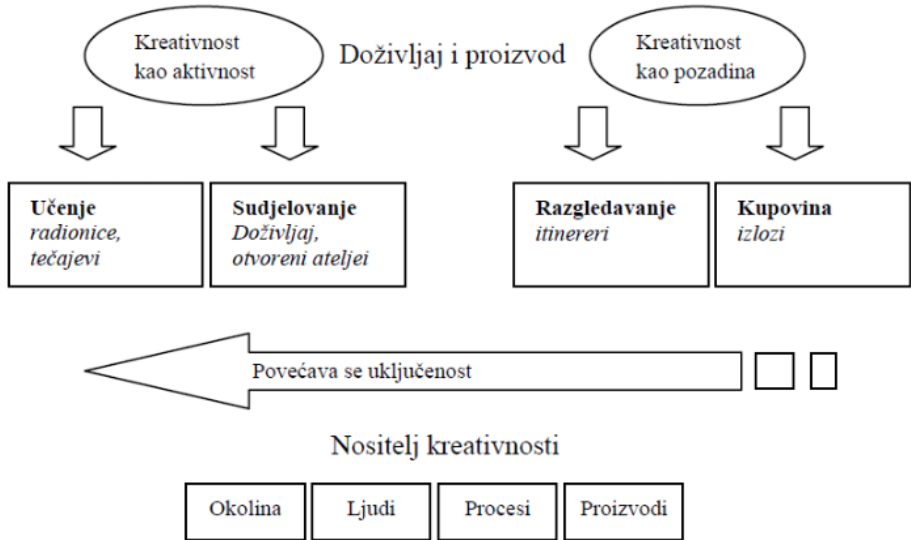 Kreativnost
kao aktivnost
Doživljaj i proizvod
Kreativnost
kao pozadina
Učenje
radionice,
tečajevi
Sudjelovanje
Doživljaj,
otvoreni ateljei
Razgledavanje
itinereri
Kupovina
izlozi
Povećava se uključenost
Nositelj kreativnosti
Okolina
Ljudi
Procesi
Proizvodi